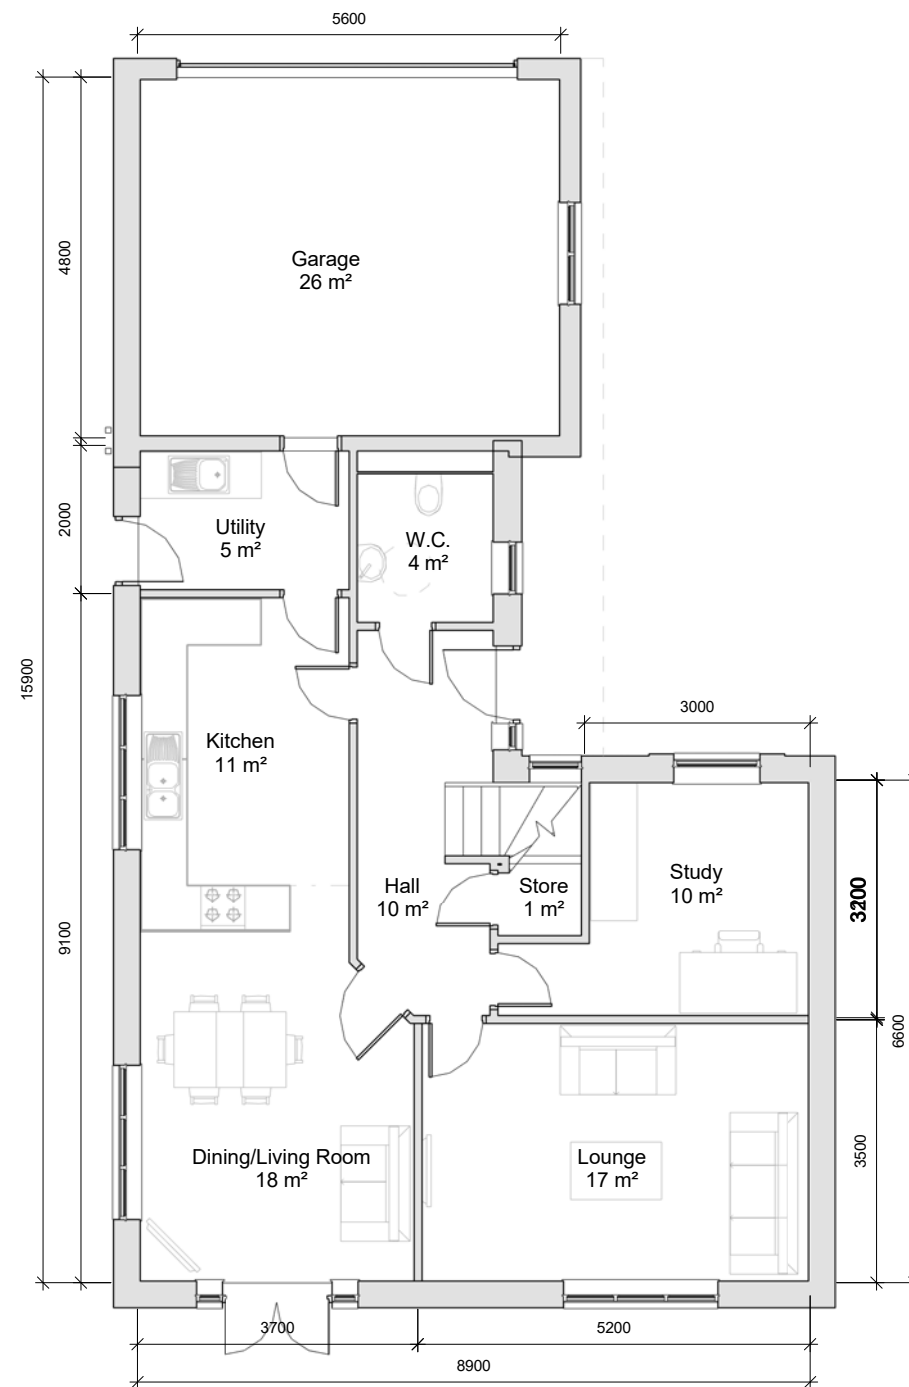 5600
Garage
26 m²
4800
2000
Utility
5 m²
W.C.
4 m²
15900
3000
Kitchen
11 m²
Hall
10 m²
Store
1 m²
Study
10 m²
3200
9100
6600
Dining/Living Room
18 m²
Lounge
17 m²
3500
3700
5200
8900